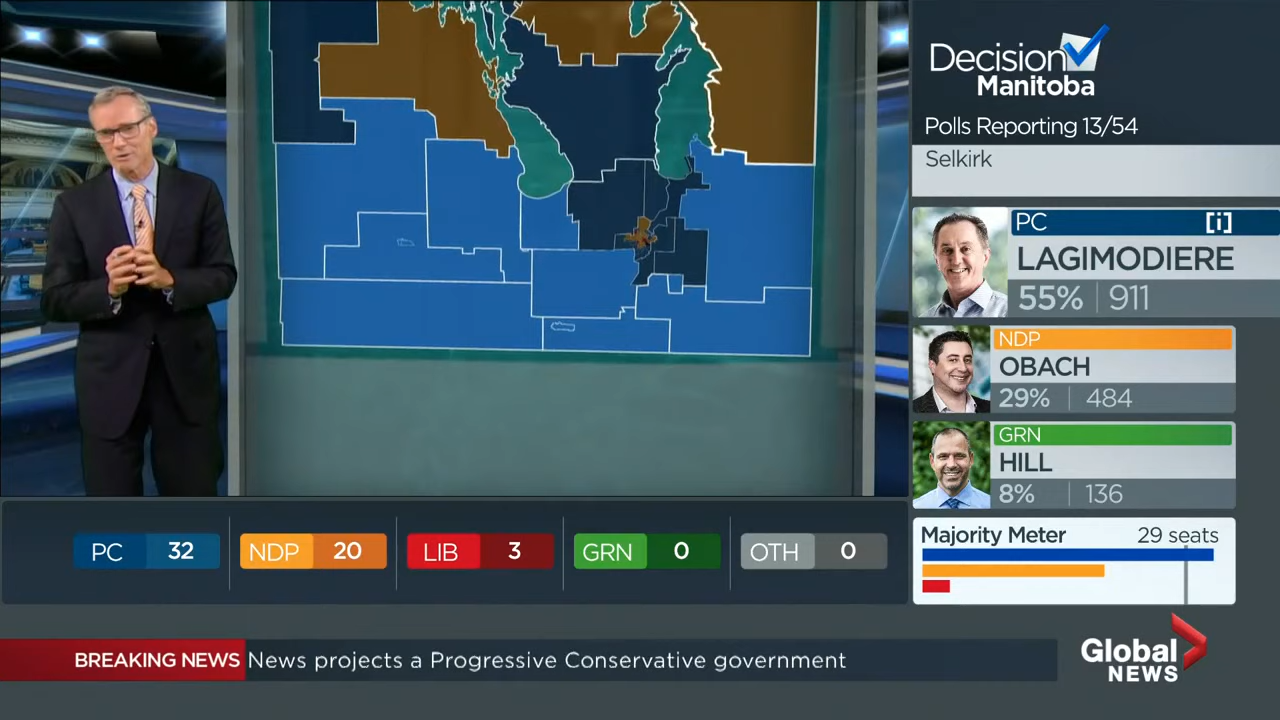 Decision
Manitoba
Polls Reporting 13/54
Selkirk
PC [i]
LAGIMODIERE
55% 911
NDP
OBACH
29% 484
GRN
HILL
8% 136
Majority Meter 29 seats
PC 32 NDP 20 LIB 3 GRN 0 OTH 0
BREAKING NEWS News projects a Progressive Conservative government
Global
NEWS